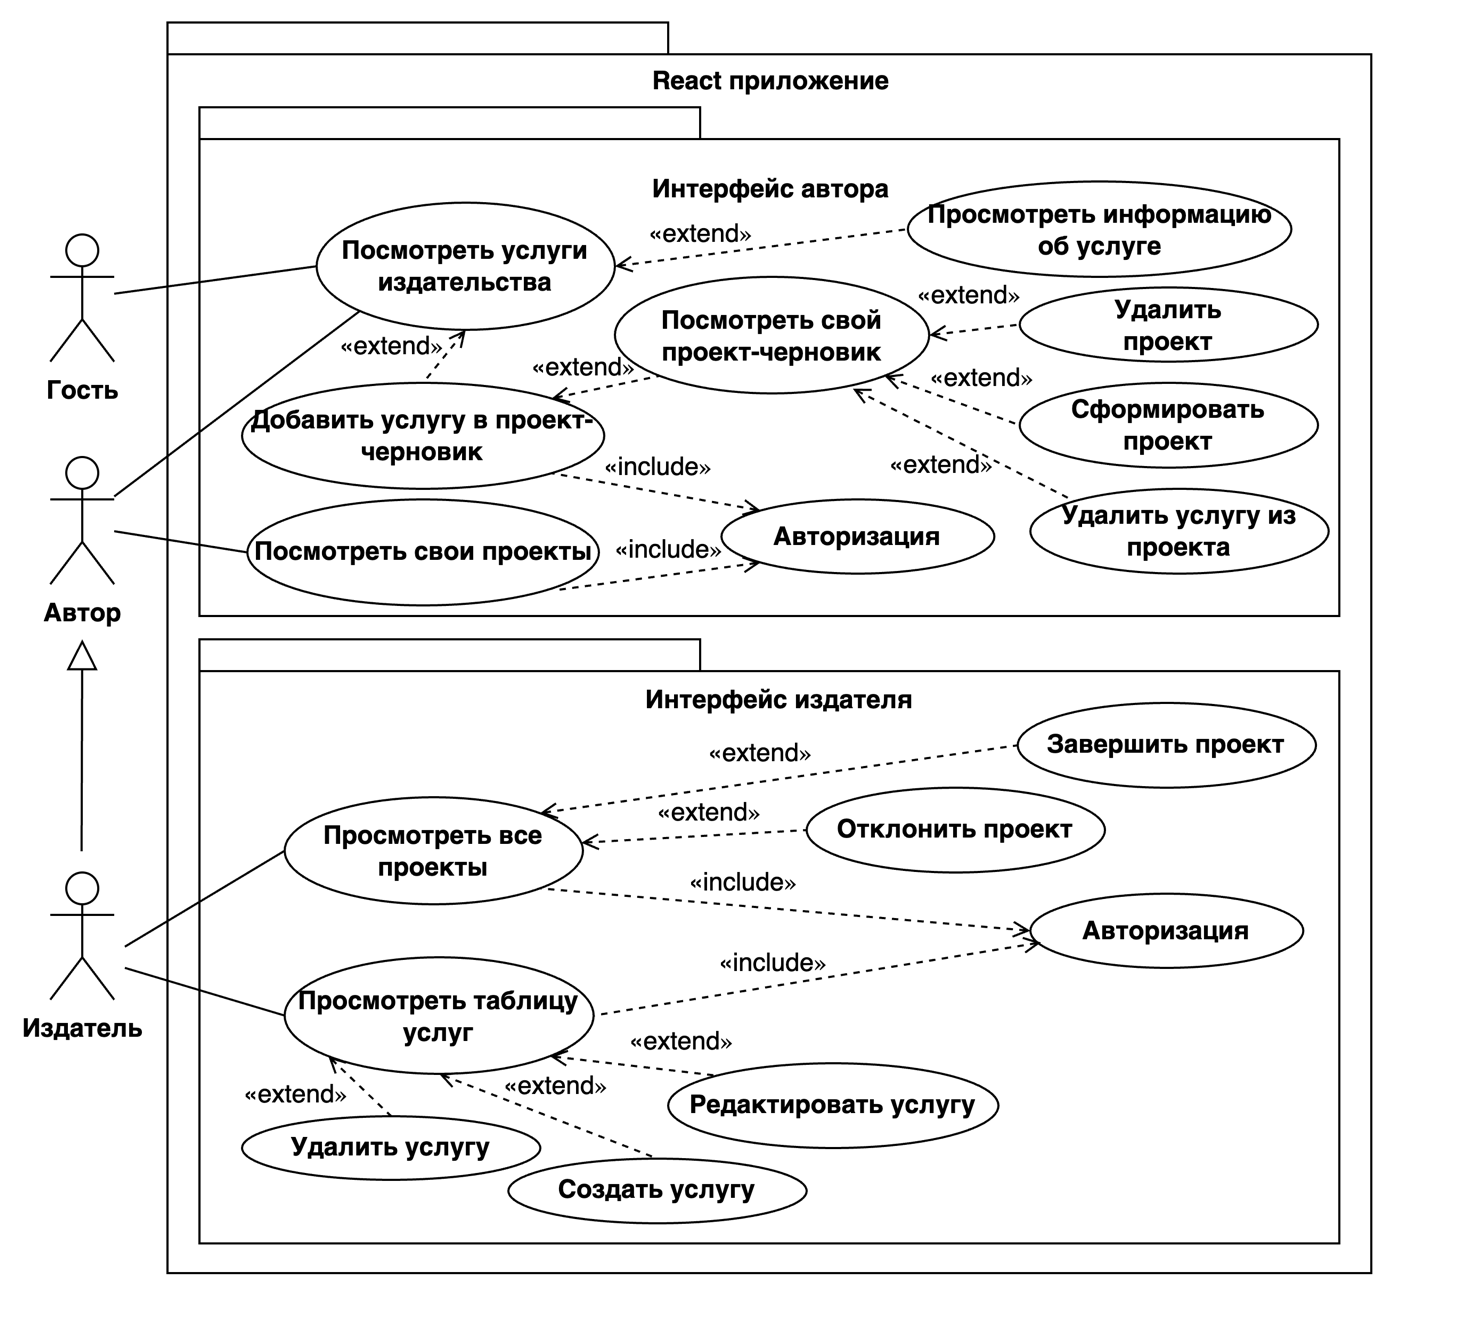 React приложение
Интерфейс автора
Посмотреть услуги
издательства
«extend»
Просмотреть информацию
об услуге
Гость
«extend»
Посмотреть свой
проект-черновик
«extend»
Удалить
проект
«extend»
Добавить услугу в проект-
черновик
«extend»
Сформировать
проект
«include»
«extend»
Удалить услугу из
проекта
Автор
Посмотреть свои проекты
«include»
Авторизация
Интерфейс издателя
«extend»
Завершить проект
Просмотреть все
проекты
«extend»
Отклонить проект
«include»
Авторизация
«include»
Издатель
Просмотреть таблицу
услуг
«extend»
«extend»
«extend»
Редактировать услугу
Удалить услугу
Создать услугу